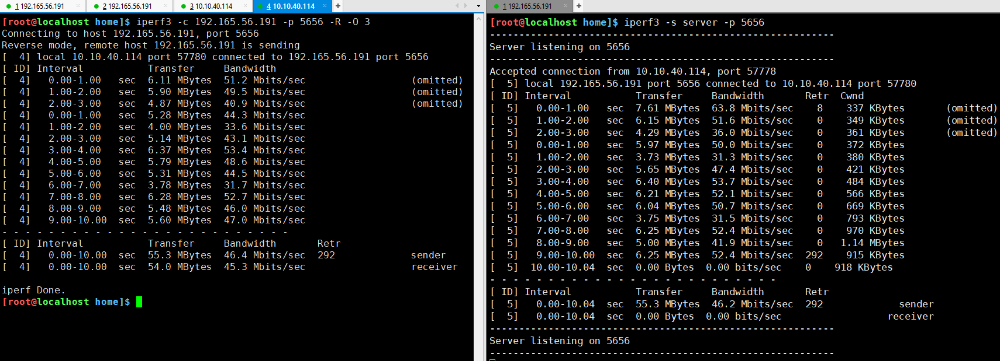 1 192.165.56.191 × 2 192.165.56.191 × 3 10.10.40.114 × 4 10.10.40.114 × +
[root@localhost home]$ iperf3 -c 192.165.56.191 -p 5656 -R -O 3
Connecting to host 192.165.56.191, port 5656
Reverse mode, remote host 192.165.56.191 is sending
[  4] local 10.10.40.114 port 57780 connected to 192.165.56.191 port 5656
[ ID] Interval           Transfer     Bandwidth
[  4]   0.00-1.00   sec  6.11 MBytes  51.2 Mbits/sec                  (omitted)
[  4]   1.00-2.00   sec  5.90 MBytes  49.5 Mbits/sec                  (omitted)
[  4]   2.00-3.00   sec  4.87 MBytes  40.9 Mbits/sec                  (omitted)
[  4]   0.00-1.00   sec  5.28 MBytes  44.3 Mbits/sec
[  4]   1.00-2.00   sec  4.00 MBytes  33.6 Mbits/sec
[  4]   2.00-3.00   sec  5.14 MBytes  43.1 Mbits/sec
[  4]   3.00-4.00   sec  6.37 MBytes  53.4 Mbits/sec
[  4]   4.00-5.00   sec  5.79 MBytes  48.6 Mbits/sec
[  4]   5.00-6.00   sec  5.31 MBytes  44.5 Mbits/sec
[  4]   6.00-7.00   sec  3.78 MBytes  31.7 Mbits/sec
[  4]   7.00-8.00   sec  6.28 MBytes  52.7 Mbits/sec
[  4]   8.00-9.00   sec  5.48 MBytes  46.0 Mbits/sec
[  4]   9.00-10.00  sec  5.60 MBytes  47.0 Mbits/sec
- - - - - - - - - - - - - - - - - - - - - - - - -
[ ID] Interval           Transfer     Bandwidth       Retr
[  4]   0.00-10.00  sec  55.3 MBytes  46.4 Mbits/sec  292             sender
[  4]   0.00-10.00  sec  54.0 MBytes  45.3 Mbits/sec                  receiver
iperf Done.
[root@localhost home]$
1 192.165.56.191 × +
[root@localhost home]$ iperf3 -s server -p 5656
-----------------------------------------------------------
Server listening on 5656
-----------------------------------------------------------
Accepted connection from 10.10.40.114, port 57778
[  5] local 192.165.56.191 port 5656 connected to 10.10.40.114 port 57780
[ ID] Interval           Transfer     Bandwidth       Retr  Cwnd
[  5]   0.00-1.00   sec  7.61 MBytes  63.8 Mbits/sec    8    337 KBytes       (omitted)
[  5]   1.00-2.00   sec  6.15 MBytes  51.6 Mbits/sec    0    349 KBytes       (omitted)
[  5]   2.00-3.00   sec  4.29 MBytes  36.0 Mbits/sec    0    361 KBytes       (omitted)
[  5]   0.00-1.00   sec  5.97 MBytes  50.0 Mbits/sec    0    372 KBytes
[  5]   1.00-2.00   sec  3.73 MBytes  31.3 Mbits/sec    0    380 KBytes
[  5]   2.00-3.00   sec  5.65 MBytes  47.4 Mbits/sec    0    421 KBytes
[  5]   3.00-4.00   sec  6.40 MBytes  53.7 Mbits/sec    0    484 KBytes
[  5]   4.00-5.00   sec  6.21 MBytes  52.1 Mbits/sec    0    566 KBytes
[  5]   5.00-6.00   sec  6.04 MBytes  50.7 Mbits/sec    0    669 KBytes
[  5]   6.00-7.00   sec  3.75 MBytes  31.5 Mbits/sec    0    793 KBytes
[  5]   7.00-8.00   sec  6.25 MBytes  52.4 Mbits/sec    0    970 KBytes
[  5]   8.00-9.00   sec  5.00 MBytes  41.9 Mbits/sec    0   1.14 MBytes
[  5]   9.00-10.00  sec  6.25 MBytes  52.4 Mbits/sec  292    915 KBytes
[  5]  10.00-10.04  sec  0.00 Bytes  0.00 bits/sec    0    918 KBytes
- - - - - - - - - - - - - - - - - - - - - - - - -
[ ID] Interval           Transfer     Bandwidth       Retr
[  5]   0.00-10.04  sec  55.3 MBytes  46.2 Mbits/sec  292             sender
[  5]   0.00-10.04  sec  0.00 Bytes  0.00 bits/sec                  receiver
-----------------------------------------------------------
Server listening on 5656
-----------------------------------------------------------